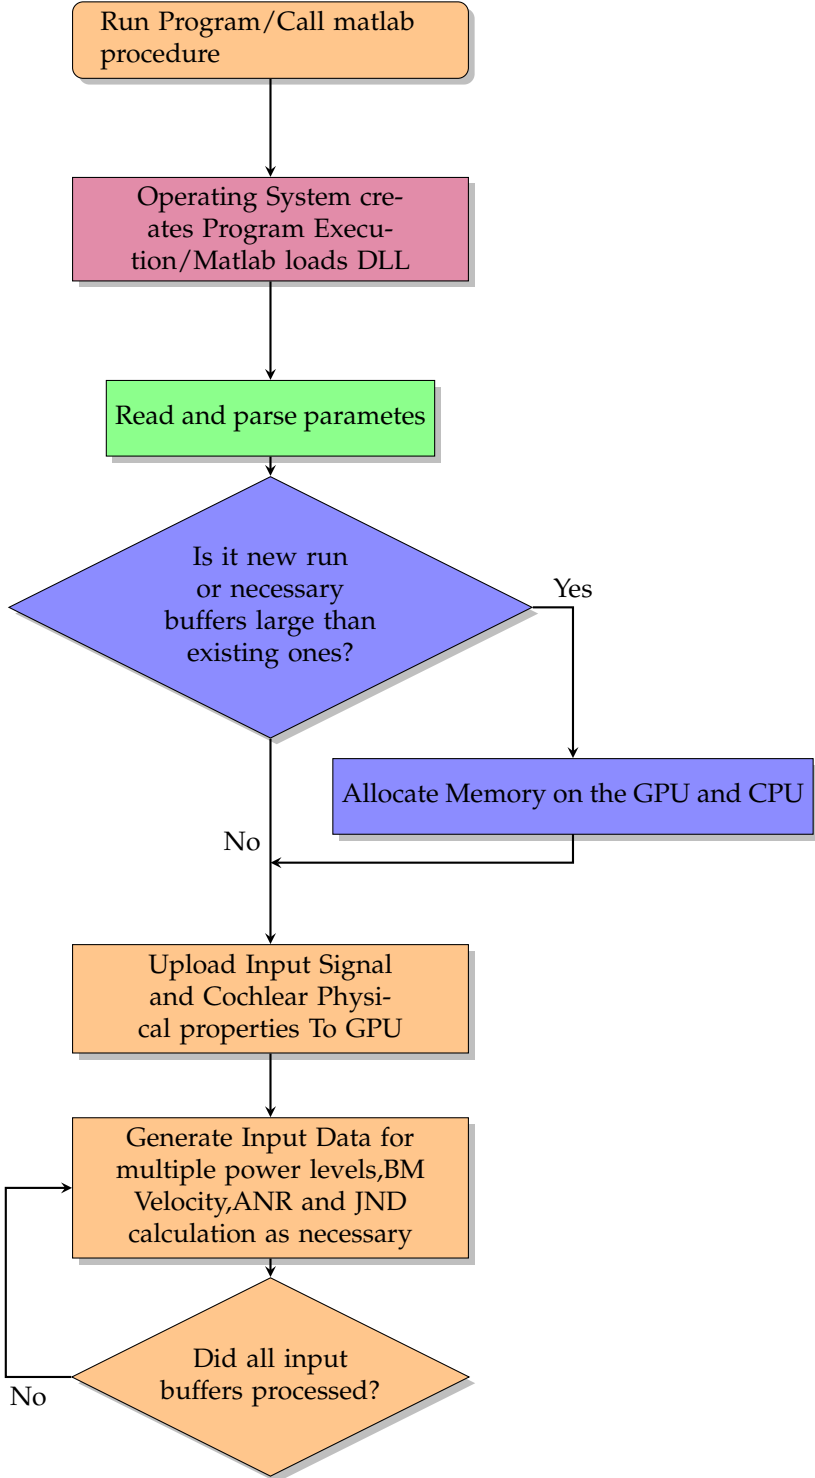 Run Program/Call matlab
procedure
Operating System cre-
ates Program Execu-
tion/Matlab loads DLL
Read and parse parametes
Is it new run
or necessary
buffers large than
existing ones?
Yes
Allocate Memory on the GPU and CPU
No
Upload Input Signal
and Cochlear Physi-
cal properties To GPU
Generate Input Data for
multiple power levels,BM
Velocity,ANR and JND
calculation as necessary
Did all input
buffers processed?
No